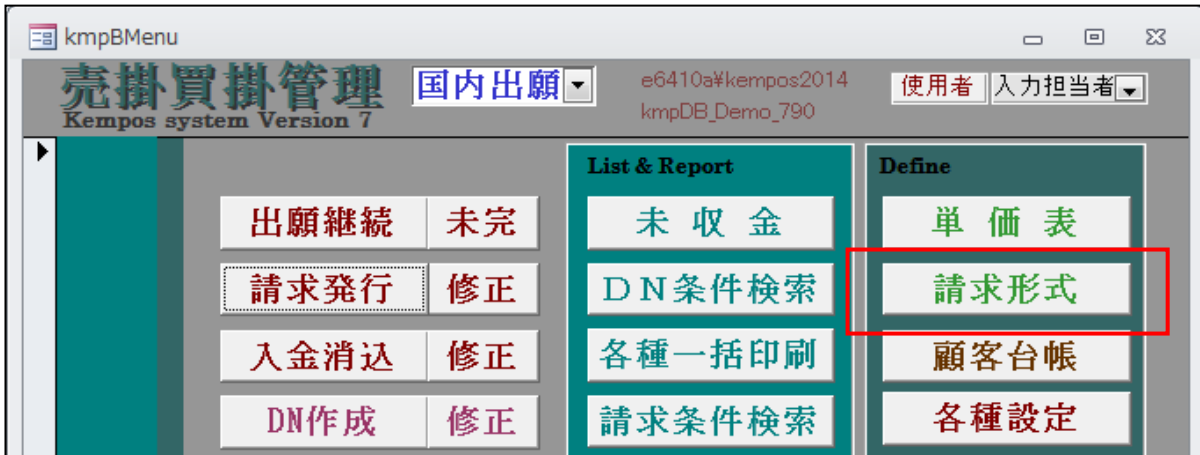 kmpBMenu
売掛買掛管理 国内出願 e6410a¥kempos2014 使用者 入力担当者
Kempos system Version 7 kmpDB_Demo_790
List & Report Define
出願継続 未完 未 収 金 単 価 表
請求発行 修正 DN条件検索 請求形式
入金消込 修正 各種一括印刷 顧客台帳
DN作成 修正 請求条件検索 各種設定